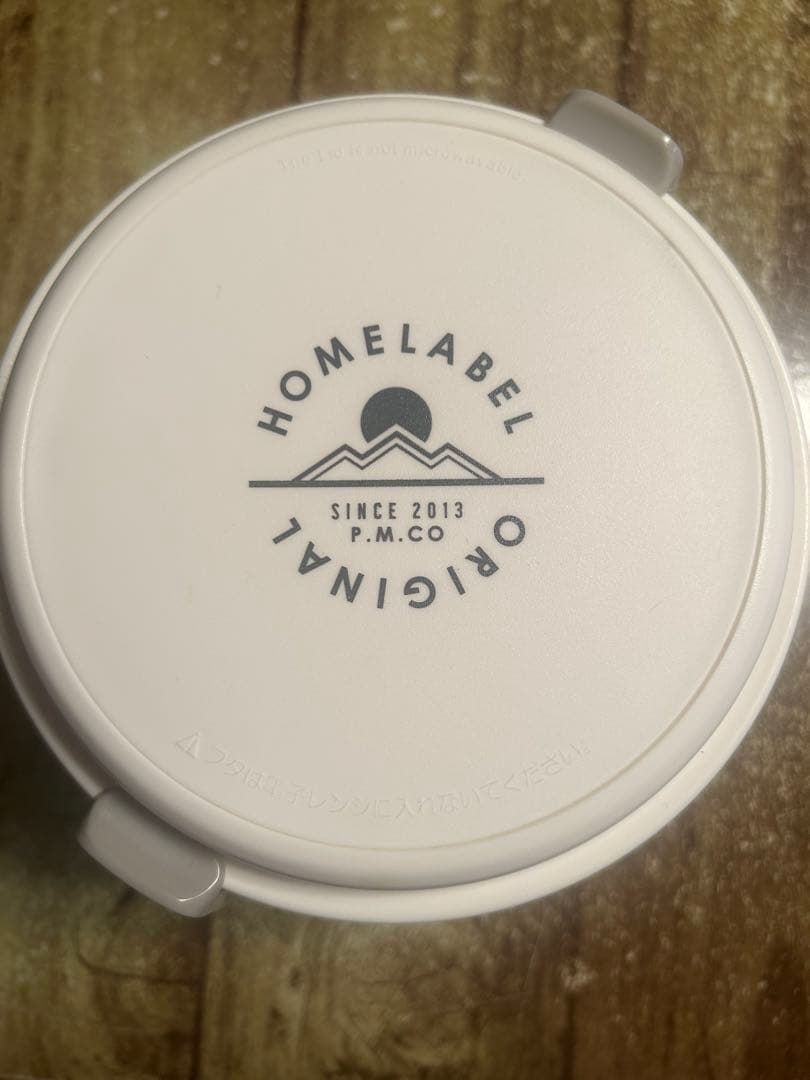 The Lid is not microwavable.
HOMELABEL
SINCE 2013
P.M.CO
ORIGINAL
⚠ フタは電子レンジに入れないでください。